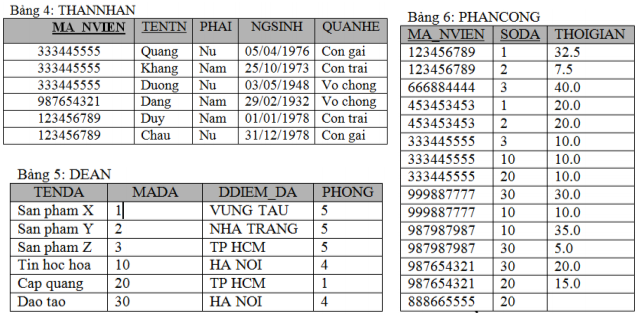 Bảng 4: THANNHAN
MA_NVIEN TENTN PHAI NGSINH QUANHE
333445555 Quang Nu 05/04/1976 Con gai
333445555 Khang Nam 25/10/1973 Con trai
333445555 Duong Nu 03/05/1948 Vo chong
987654321 Dang Nam 29/02/1932 Vo chong
123456789 Duy Nam 01/01/1978 Con trai
123456789 Chau Nu 31/12/1978 Con gai
Bảng 5: DEAN
TENDA MADA DDIEM_DA PHONG
San pham X 1 VUNG TAU 5
San pham Y 2 NHA TRANG 5
San pham Z 3 TP HCM 5
Tin hoc hoa 10 HA NOI 4
Cap quang 20 TP HCM 1
Dao tao 30 HA NOI 4
Bảng 6: PHANCONG
MA_NVIEN SODA THOIGIAN
123456789 1 32.5
123456789 2 7.5
666884444 3 40.0
453453453 1 20.0
453453453 2 20.0
333445555 3 10.0
333445555 10 10.0
333445555 20 10.0
999887777 30 30.0
999887777 10 10.0
987987987 10 35.0
987987987 30 5.0
987654321 30 20.0
987654321 20 15.0
888665555 20